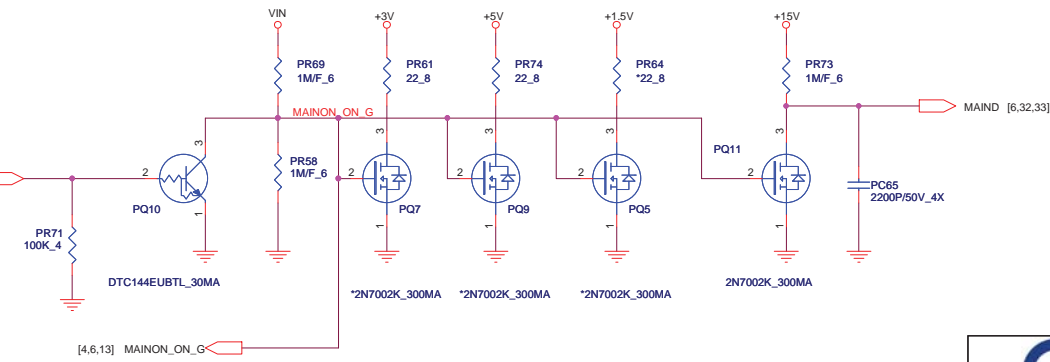 VIN
+3V
+5V
+1.5V
+15V
PR69
1M/F_6
PR61
22_8
PR74
22_8
PR64
*22_8
PR73
1M/F_6
MAINON_ON_G
MAIND [6,32,33]
3
3
3
3
3
2
2
2
2
2
1
1
1
1
1
PQ10
PR58
1M/F_6
PQ7
PQ9
PQ5
PQ11
PC65
2200P/50V_4X
PR71
100K_4
DTC144EUBTL_30MA
*2N7002K_300MA
*2N7002K_300MA
*2N7002K_300MA
2N7002K_300MA
[4,6,13] MAINON_ON_G